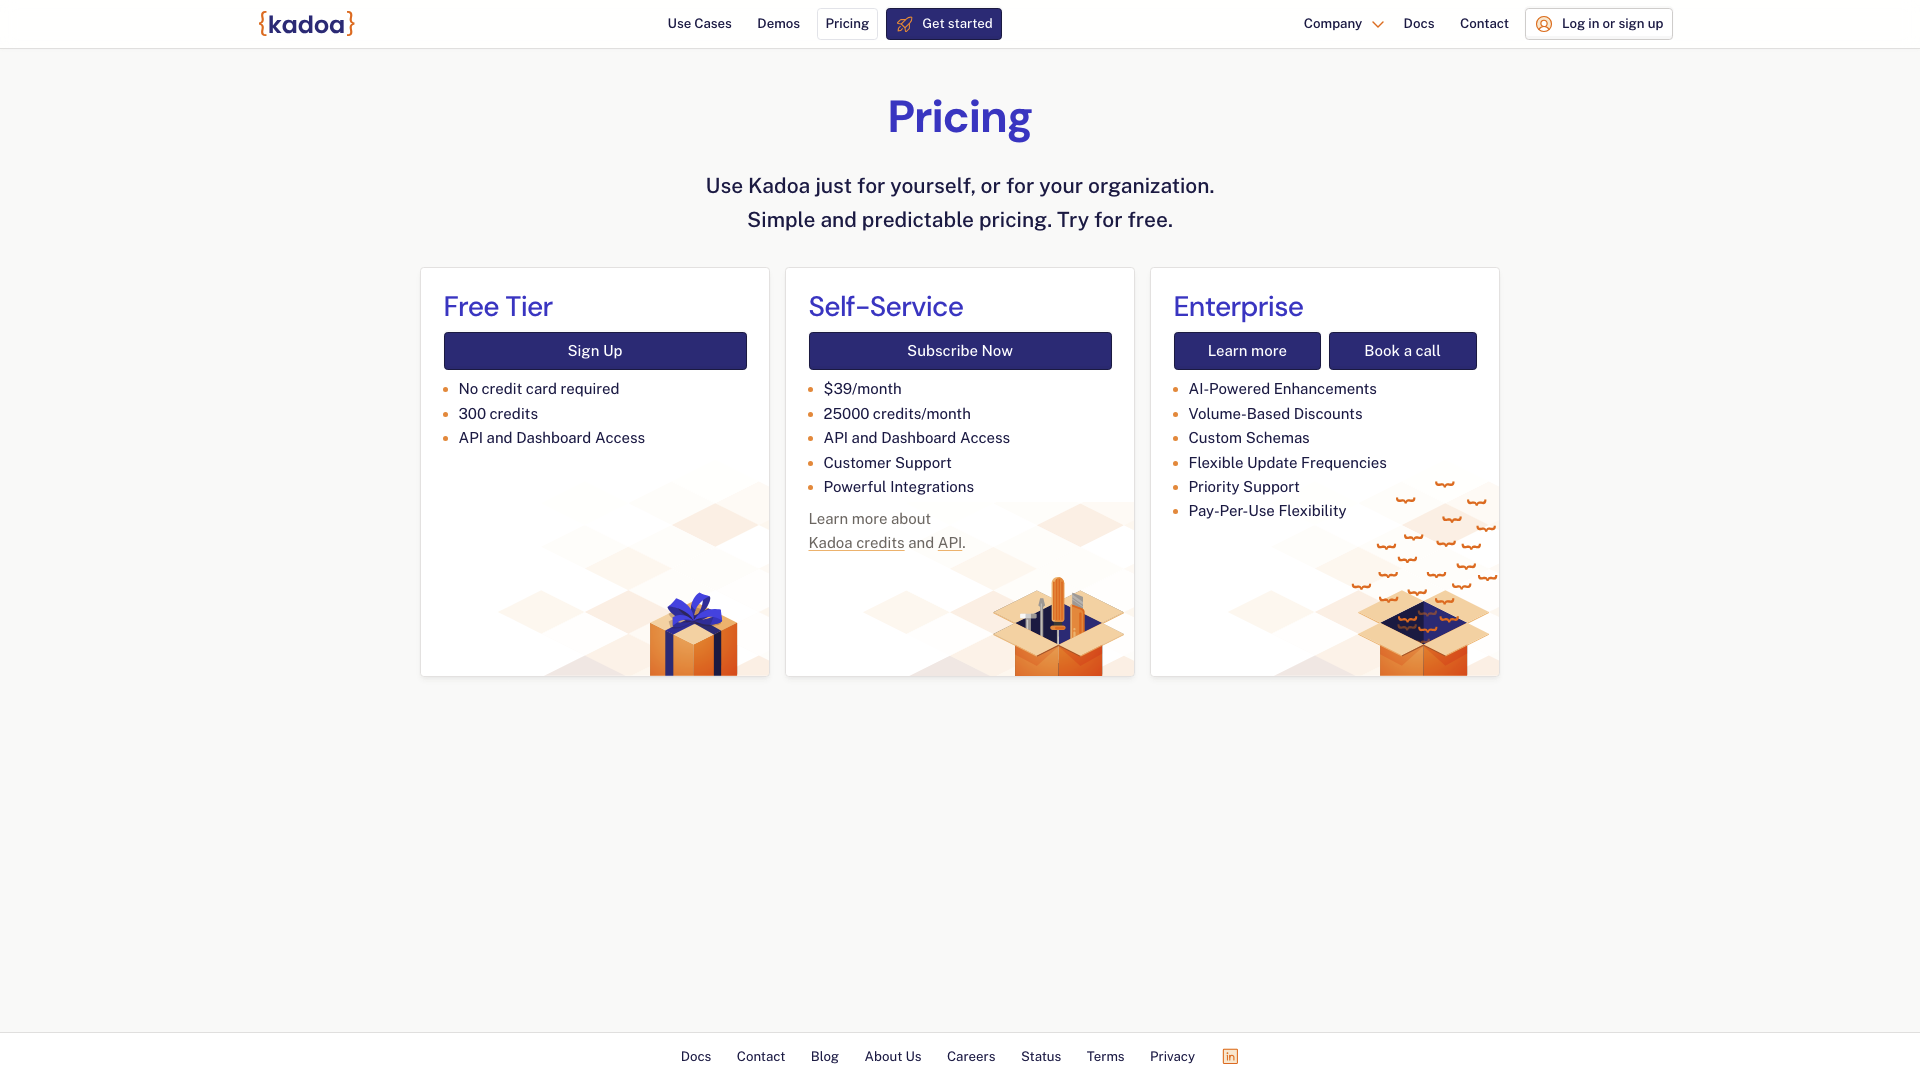 {kadoa}
Use Cases
Demos
Pricing
Get started
Company
Docs
Contact
Log in or sign up
Pricing
Use Kadoa just for yourself, or for your organization.
Simple and predictable pricing. Try for free.
Free Tier
Sign Up
No credit card required
300 credits
API and Dashboard Access
Self-Service
Subscribe Now
$39/month
25000 credits/month
API and Dashboard Access
Customer Support
Powerful Integrations
Learn more about
Kadoa credits and API.
Enterprise
Learn more
Book a call
AI-Powered Enhancements
Volume-Based Discounts
Custom Schemas
Flexible Update Frequencies
Priority Support
Pay-Per-Use Flexibility
Docs
Contact
Blog
About Us
Careers
Status
Terms
Privacy
in